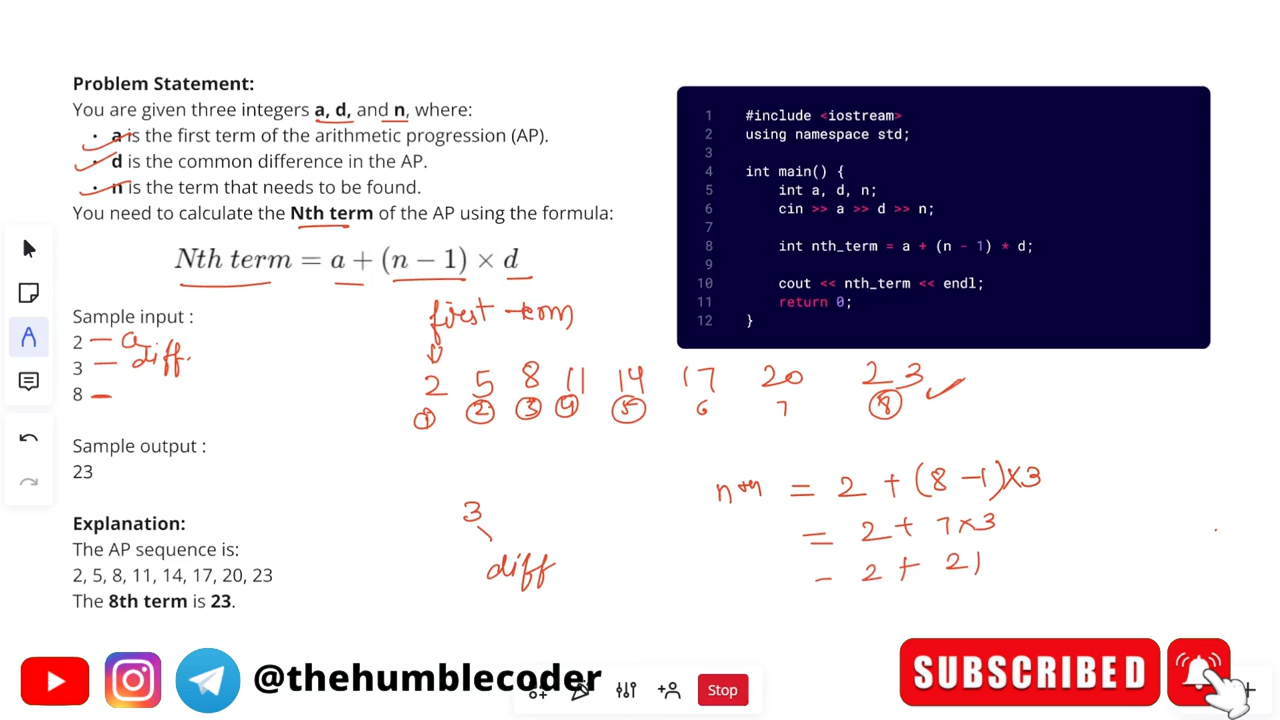 Problem Statement:
You are given three integers a, d, and n, where:
· a is the first term of the arithmetic progression (AP).
· d is the common difference in the AP.
· n is the term that needs to be found.
You need to calculate the Nth term of the AP using the formula:
Nth term = a + (n − 1) × d
Sample input :
2 — a
3 — diff.
8 —
Sample output :
23
Explanation:
The AP sequence is:
2, 5, 8, 11, 14, 17, 20, 23
The 8th term is 23.
1 #include <iostream>
2 using namespace std;
3
4 int main() {
5 int a, d, n;
6 cin >> a >> d >> n;
7
8 int nth_term = a + (n - 1) * d;
9
10 cout << nth_term << endl;
11 return 0;
12 }
first term
2 5 8 11 14 17 20 23
1 2 3 4 5 6 7 8
3
diff
nth = 2 + (8 -1)×3
= 2 + 7×3
- 2 + 21
@thehumblecoder
Stop
SUBSCRIBED